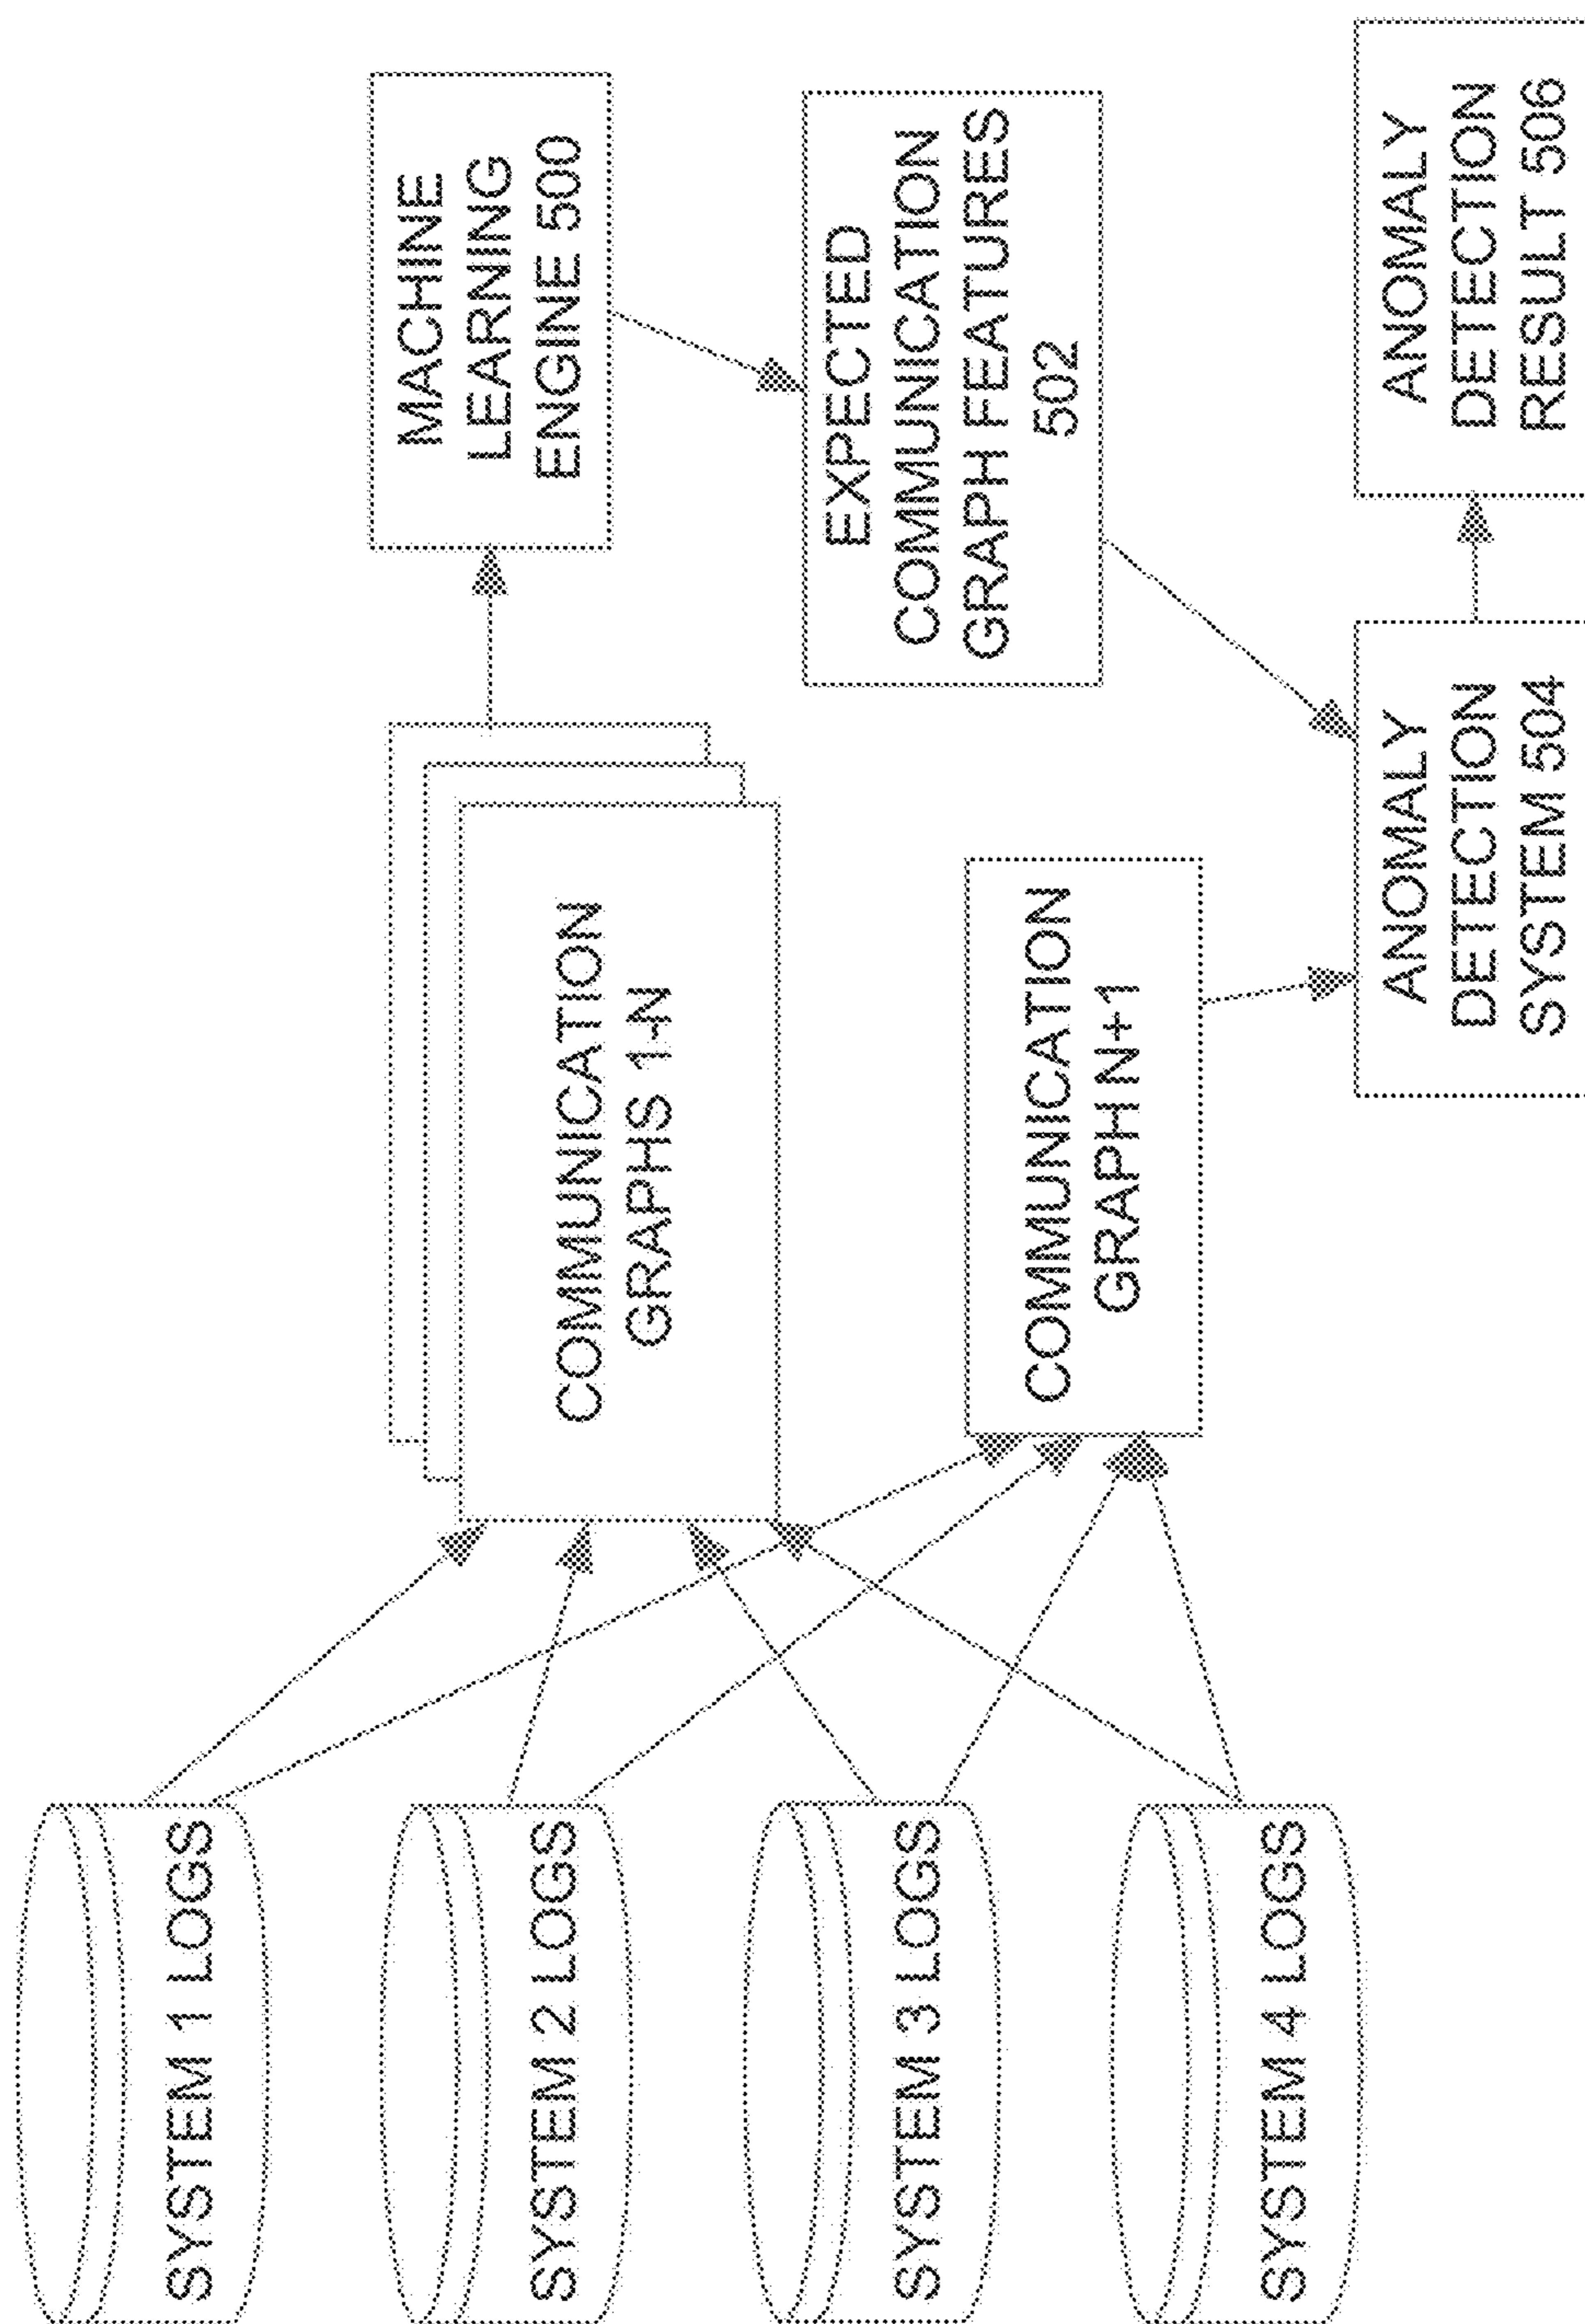 SYSTEM 1 LOGS
SYSTEM 2 LOGS
SYSTEM 3 LOGS
SYSTEM 4 LOGS
COMMUNICATION
GRAPHS 1-N
COMMUNICATION
GRAPH N+1
MACHINE
LEARNING
ENGINE 500
EXPECTED
COMMUNICATION
GRAPH FEATURES
502
ANOMALY
DETECTION
SYSTEM 504
ANOMALY
DETECTION
RESULT 506